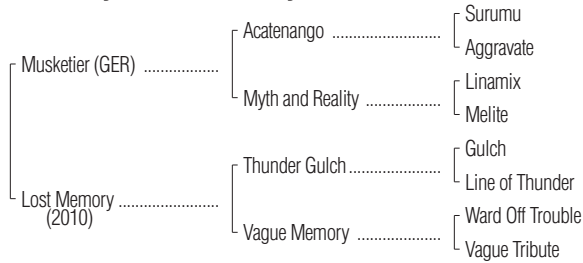 Surumu
Acatenango
Aggravate
Musketier (GER)
Linamix
Myth and Reality
Melite
Gulch
Thunder Gulch
Line of Thunder
Lost Memory
(2010)
Ward Off Trouble
Vague Memory
Vague Tribute